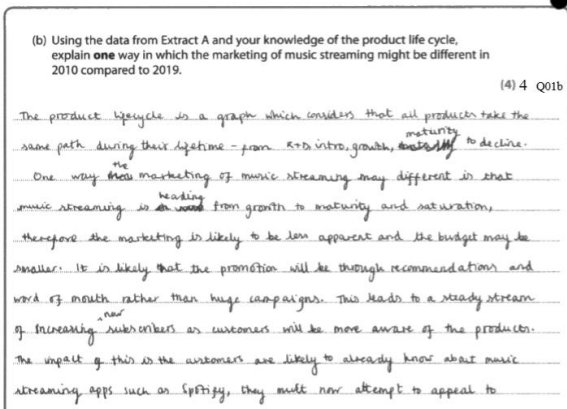 (b) Using the data from Extract A and your knowledge of the product life cycle,
explain one way in which the marketing of music streaming might be different in
2010 compared to 2019.
(4) 4 Q01b
The product lifecycle is a graph which considers that all products take the
same path during their lifetime - from R+D, intro, growth, maturity to decline.
One way the marketing of music streaming may different is that
music streaming is heading from growth to maturity and saturation,
therefore the marketing is likely to be less apparent and the budget may be
smaller. It is likely that the promotion will be through recommendations and
word of mouth rather than huge campaigns. This leads to a steady stream
of increasing new subscribers as customers will be more aware of the products.
The impact of this is the customers are likely to already know about music
streaming apps such as Spotify, they must now attempt to appeal to